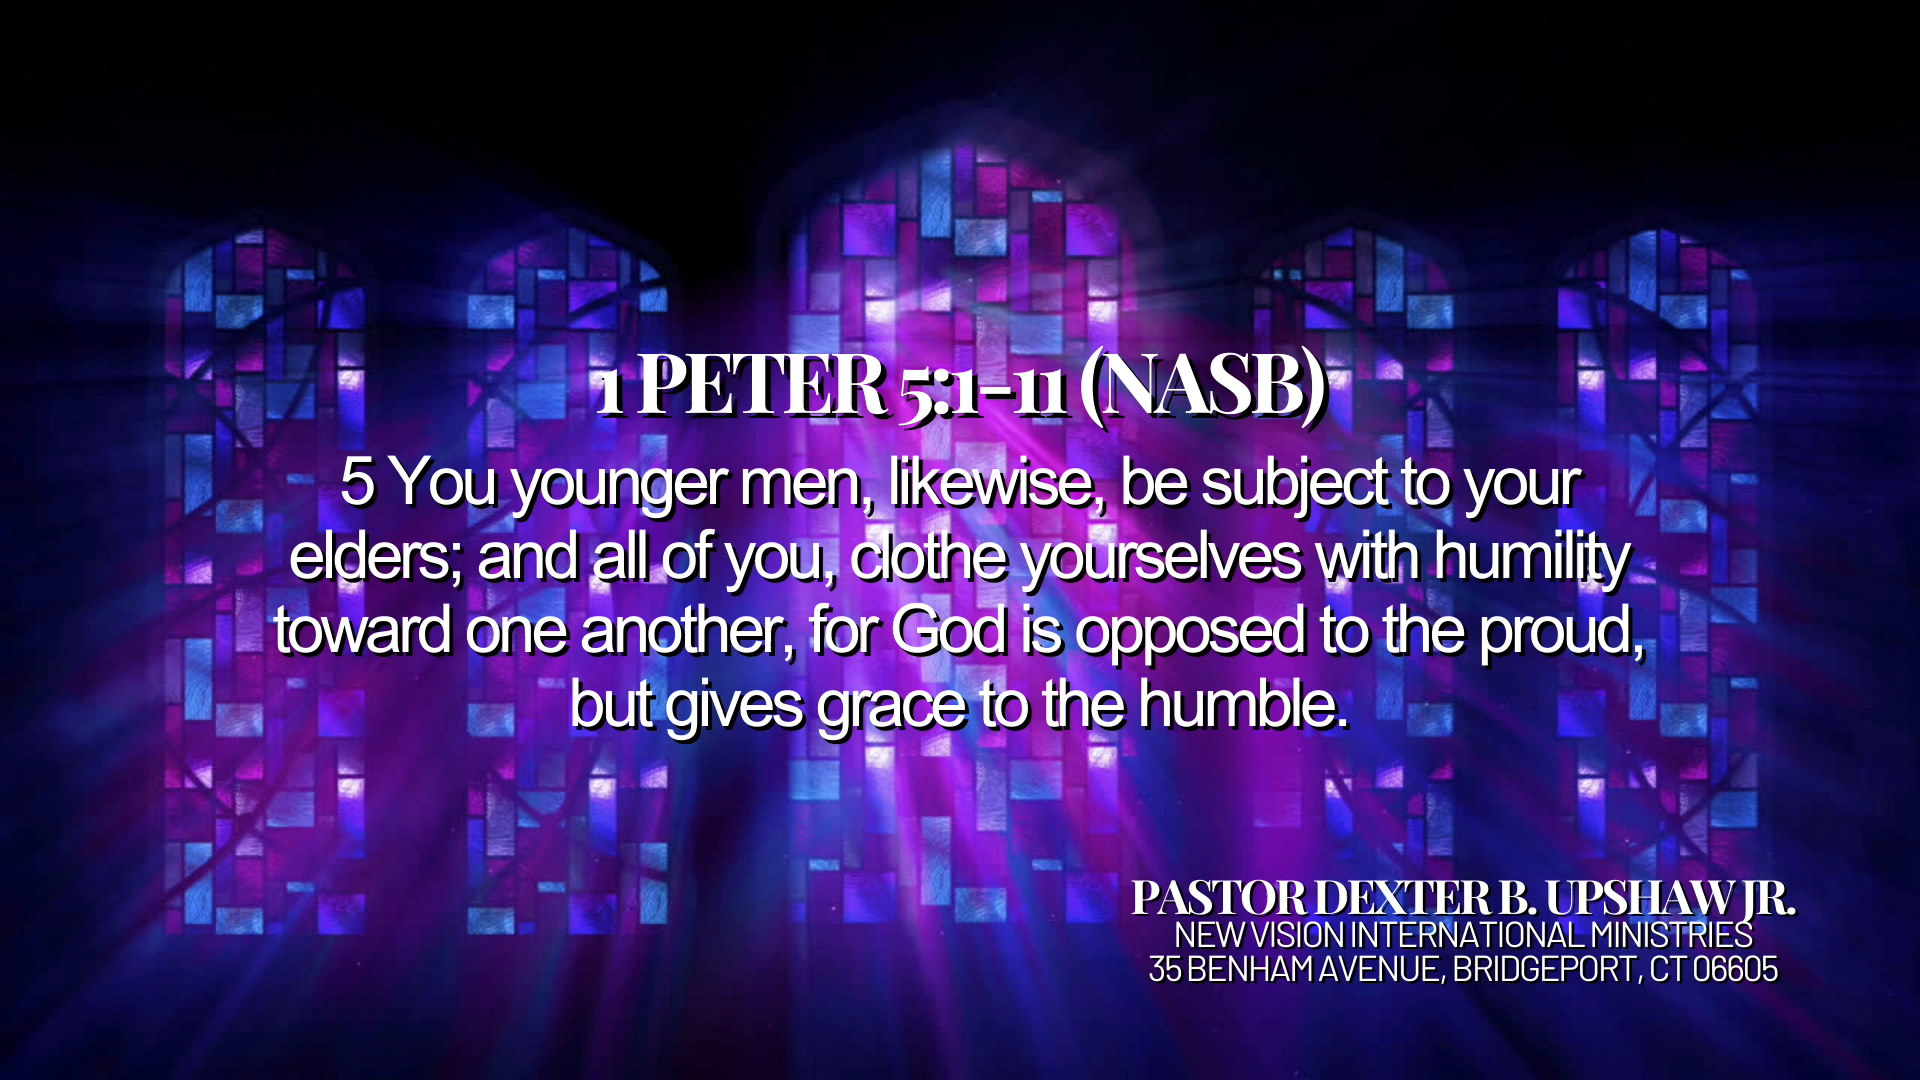 1 PETER 5:1-11 (NASB)
5 You younger men, likewise, be subject to your
elders; and all of you, clothe yourselves with humility
toward one another, for God is opposed to the proud,
but gives grace to the humble.
PASTOR DEXTER B. UPSHAW JR.
NEW VISION INTERNATIONAL MINISTRIES
35 BENHAM AVENUE, BRIDGEPORT, CT 06605